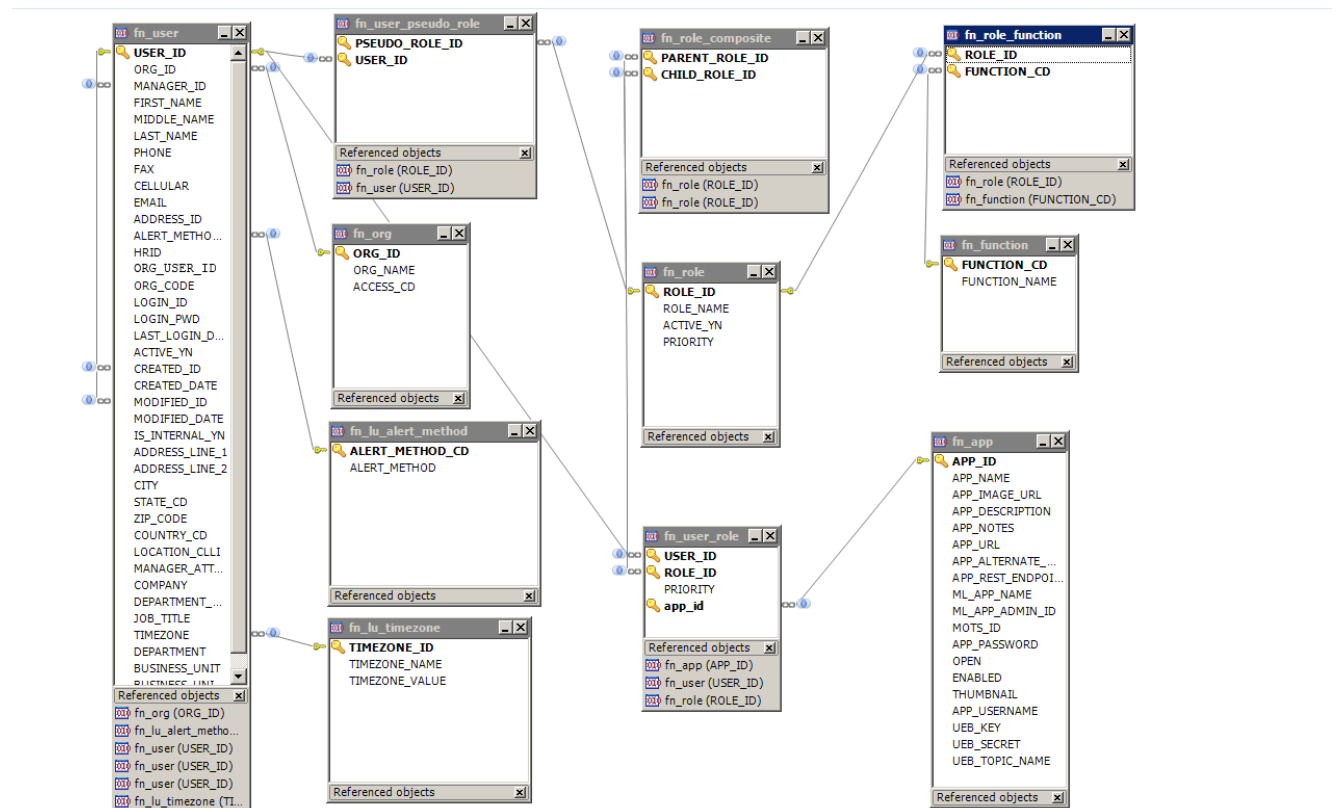 fn_user
USER_ID
ORG_ID
MANAGER_ID
FIRST_NAME
MIDDLE_NAME
LAST_NAME
PHONE
FAX
CELLULAR
EMAIL
ADDRESS_ID
ALERT_METHO...
HRID
ORG_USER_ID
ORG_CODE
LOGIN_ID
LOGIN_PWD
LAST_LOGIN_D...
ACTIVE_YN
CREATED_ID
CREATED_DATE
MODIFIED_ID
MODIFIED_DATE
IS_INTERNAL_YN
ADDRESS_LINE_1
ADDRESS_LINE_2
CITY
STATE_CD
ZIP_CODE
COUNTRY_CD
LOCATION_CLLI
MANAGER_ATT...
COMPANY
DEPARTMENT_...
JOB_TITLE
TIMEZONE
DEPARTMENT
BUSINESS_UNIT
BUSINESS_UNI...
Referenced objects
fn_org (ORG_ID)
fn_lu_alert_metho...
fn_user (USER_ID)
fn_user (USER_ID)
fn_user (USER_ID)
fn_lu_timezone (TI...
fn_user_pseudo_role
PSEUDO_ROLE_ID
USER_ID
Referenced objects
fn_role (ROLE_ID)
fn_user (USER_ID)
fn_org
ORG_ID
ORG_NAME
ACCESS_CD
Referenced objects
fn_lu_alert_method
ALERT_METHOD_CD
ALERT_METHOD
Referenced objects
fn_lu_timezone
TIMEZONE_ID
TIMEZONE_NAME
TIMEZONE_VALUE
Referenced objects
fn_role_composite
PARENT_ROLE_ID
CHILD_ROLE_ID
Referenced objects
fn_role (ROLE_ID)
fn_role (ROLE_ID)
fn_role
ROLE_ID
ROLE_NAME
ACTIVE_YN
PRIORITY
Referenced objects
fn_user_role
USER_ID
ROLE_ID
PRIORITY
app_id
Referenced objects
fn_app (APP_ID)
fn_user (USER_ID)
fn_role (ROLE_ID)
fn_role_function
ROLE_ID
FUNCTION_CD
Referenced objects
fn_role (ROLE_ID)
fn_function (FUNCTION_CD)
fn_function
FUNCTION_CD
FUNCTION_NAME
Referenced objects
fn_app
APP_ID
APP_NAME
APP_IMAGE_URL
APP_DESCRIPTION
APP_NOTES
APP_URL
APP_ALTERNATE_...
APP_REST_ENDPOI...
ML_APP_NAME
ML_APP_ADMIN_ID
MOTS_ID
APP_PASSWORD
OPEN
ENABLED
THUMBNAIL
APP_USERNAME
UEB_KEY
UEB_SECRET
UEB_TOPIC_NAME
Referenced objects